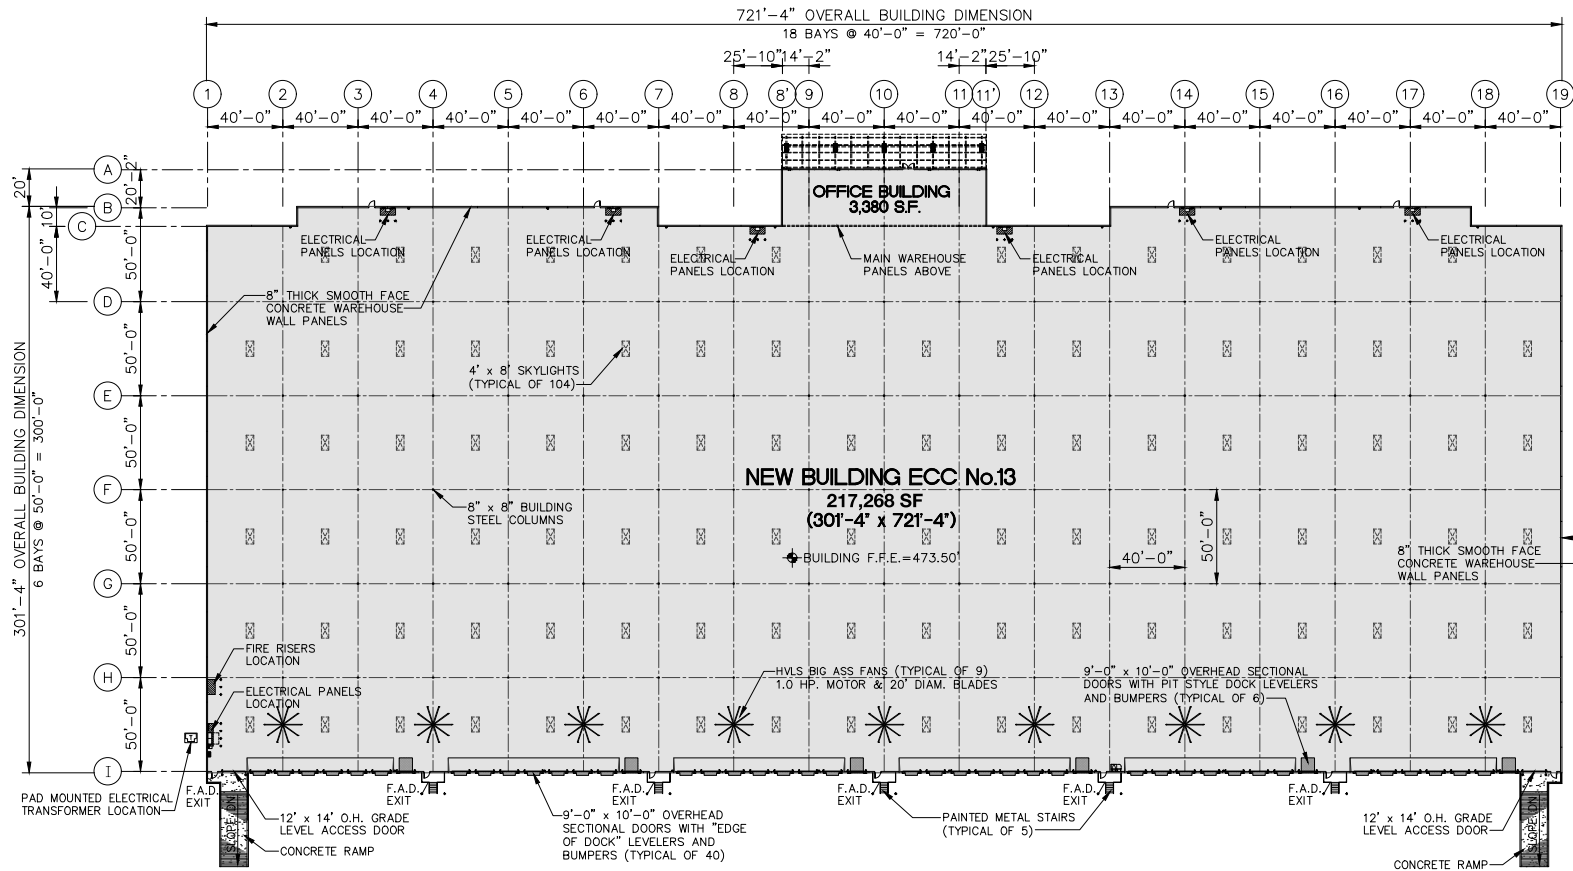 721'-4" OVERALL BUILDING DIMENSION
18 BAYS @ 40'-0" = 720'-0"
25'-10" 14'-2" 14'-2" 25'-10"
1 2 3 4 5 6 7 8 8' 9 10 11 11' 12 13 14 15 16 17 18 19
40'-0" 40'-0" 40'-0" 40'-0" 40'-0" 40'-0" 40'-0" 40'-0" 40'-0" 40'-0" 40'-0" 40'-0" 40'-0" 40'-0" 40'-0" 40'-0" 40'-0" 40'-0"
A
20'
20'-2"
B
10'
C
OFFICE BUILDING
3,380 S.F.
ELECTRICAL
PANELS LOCATION
ELECTRICAL
PANELS LOCATION
ELECTRICAL
PANELS LOCATION
MAIN WAREHOUSE
PANELS ABOVE
ELECTRICAL
PANELS LOCATION
ELECTRICAL
PANELS LOCATION
ELECTRICAL
PANELS LOCATION
40'-0"
50'-0"
8" THICK SMOOTH FACE
CONCRETE WAREHOUSE
WALL PANELS
D
50'-0"
4' x 8' SKYLIGHTS
(TYPICAL OF 104)
E
301'-4" OVERALL BUILDING DIMENSION
6 BAYS @ 50'-0" = 300'-0"
50'-0"
NEW BUILDING ECC No.13
217,268 SF
(301'-4" x 721'-4")
F
8" x 8" BUILDING
STEEL COLUMNS
50'-0"
BUILDING F.F.E.=473.50'
40'-0"
50'-0"
8" THICK SMOOTH FACE
CONCRETE WAREHOUSE
WALL PANELS
G
50'-0"
FIRE RISERS
LOCATION
H
HVLS BIG ASS FANS (TYPICAL OF 9)
1.0 HP. MOTOR & 20' DIAM. BLADES
9'-0" x 10'-0" OVERHEAD SECTIONAL
DOORS WITH PIT STYLE DOCK LEVELERS
AND BUMPERS (TYPICAL OF 6)
ELECTRICAL PANELS
LOCATION
50'-0"
T
I
PAD MOUNTED ELECTRICAL
TRANSFORMER LOCATION
F.A.D.
EXIT
F.A.D.
EXIT
F.A.D.
EXIT
F.A.D.
EXIT
F.A.D.
EXIT
F.A.D.
EXIT
SLOPE DN
12' x 14' O.H. GRADE
LEVEL ACCESS DOOR
CONCRETE RAMP
9'-0" x 10'-0" OVERHEAD
SECTIONAL DOORS WITH "EDGE
OF DOCK" LEVELERS AND
BUMPERS (TYPICAL OF 40)
PAINTED METAL STAIRS
(TYPICAL OF 5)
12' x 14' O.H. GRADE
LEVEL ACCESS DOOR
SLOPE DN
CONCRETE RAMP